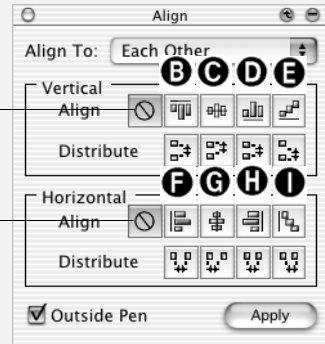 Align
Align To: Each Other
B C D E
Vertical
Align
Distribute
F G H I
Horizontal
Align
Distribute
Outside Pen Apply